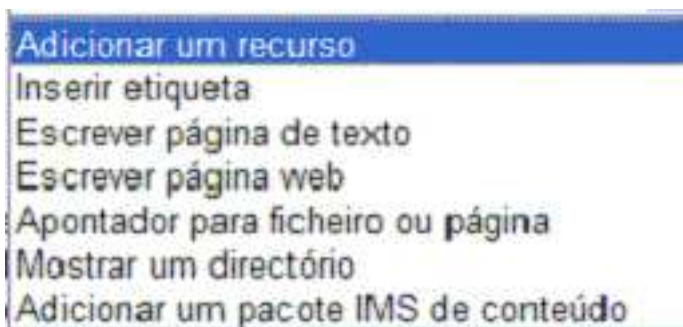 Adicionar um recurso
Inserir etiqueta
Escrever página de texto
Escrever página web
Apontador para ficheiro ou página
Mostrar um directório
Adicionar um pacote IMS de conteúdo